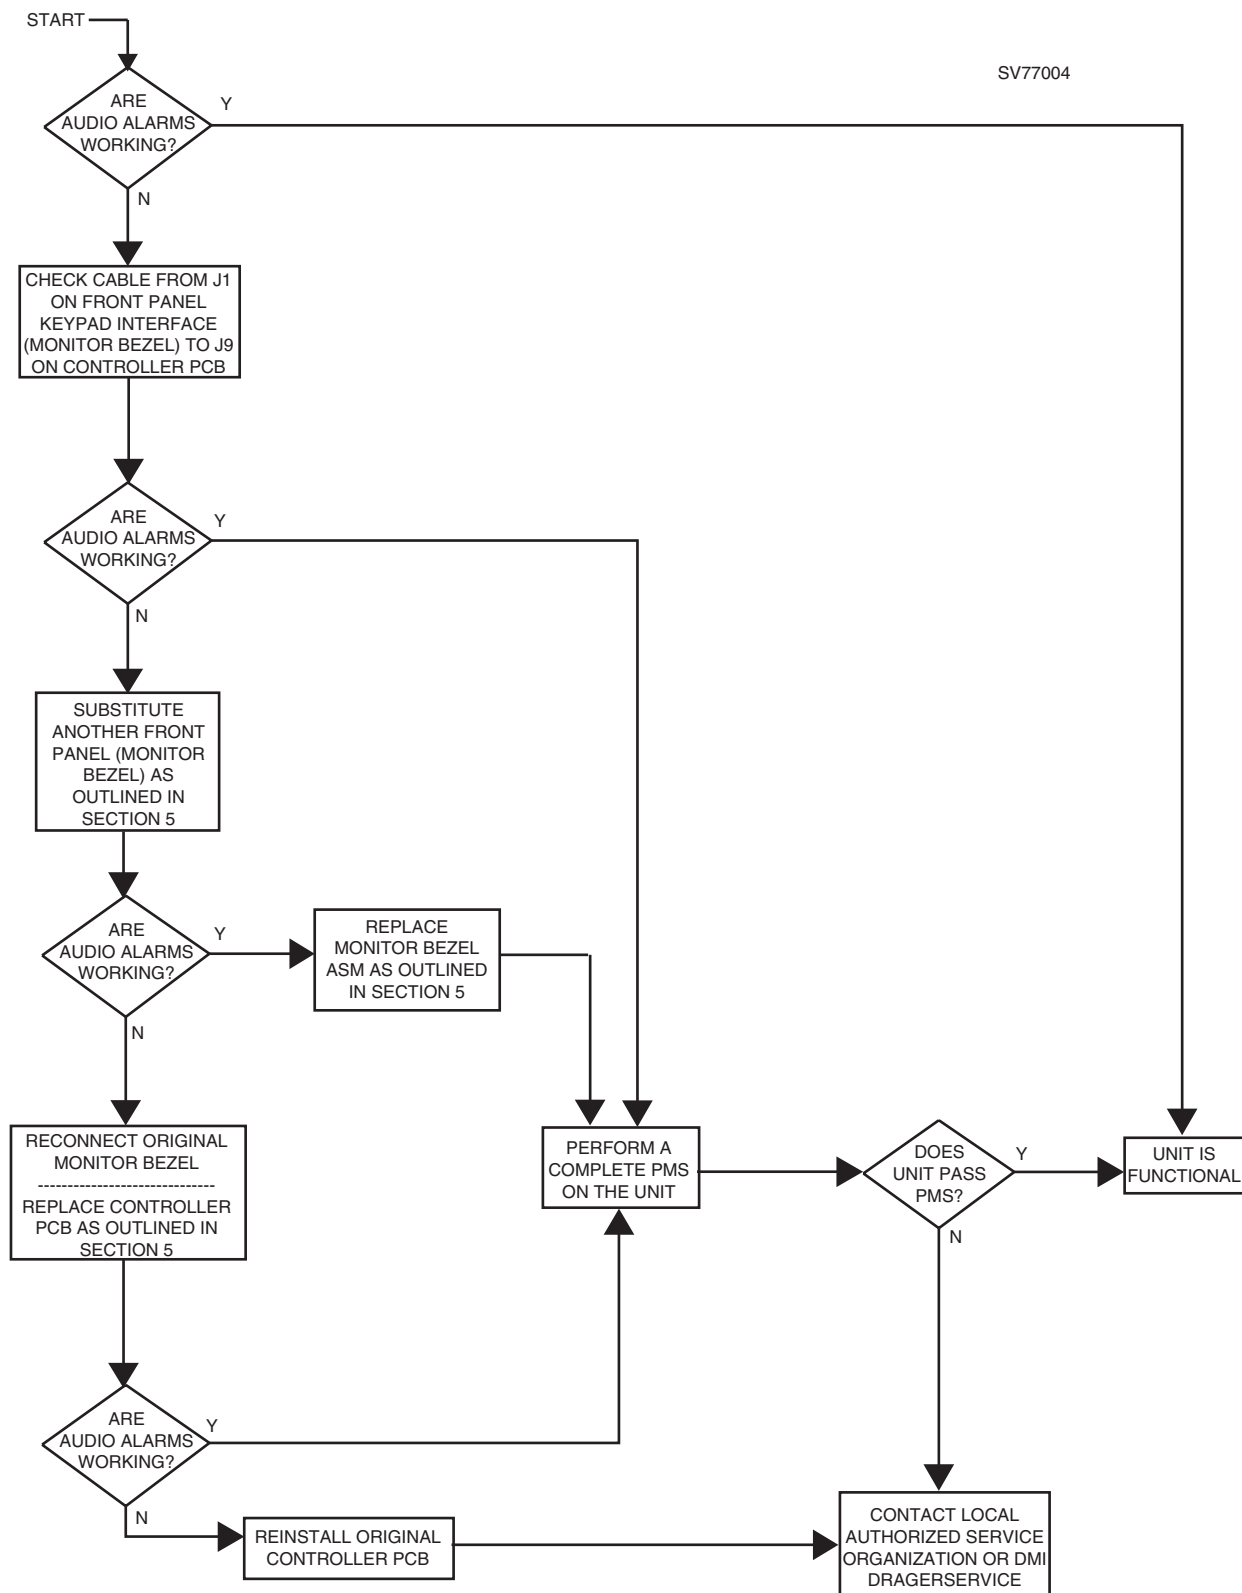 START
SV77004
ARE
AUDIO ALARMS
WORKING?
Y
N
CHECK CABLE FROM J1
ON FRONT PANEL
KEYPAD INTERFACE
(MONITOR BEZEL) TO J9
ON CONTROLLER PCB
ARE
AUDIO ALARMS
WORKING?
Y
N
SUBSTITUTE
ANOTHER FRONT
PANEL (MONITOR
BEZEL) AS
OUTLINED IN
SECTION 5
ARE
AUDIO ALARMS
WORKING?
Y
N
REPLACE
MONITOR BEZEL
ASM AS OUTLINED
IN SECTION 5
RECONNECT ORIGINAL
MONITOR BEZEL
------------------------------
REPLACE CONTROLLER
PCB AS OUTLINED IN
SECTION 5
PERFORM A
COMPLETE PMS
ON THE UNIT
DOES
UNIT PASS
PMS?
Y
N
UNIT IS
FUNCTIONAL
ARE
AUDIO ALARMS
WORKING?
Y
N
REINSTALL ORIGINAL
CONTROLLER PCB
CONTACT LOCAL
AUTHORIZED SERVICE
ORGANIZATION OR DMI
DRAGERSERVICE